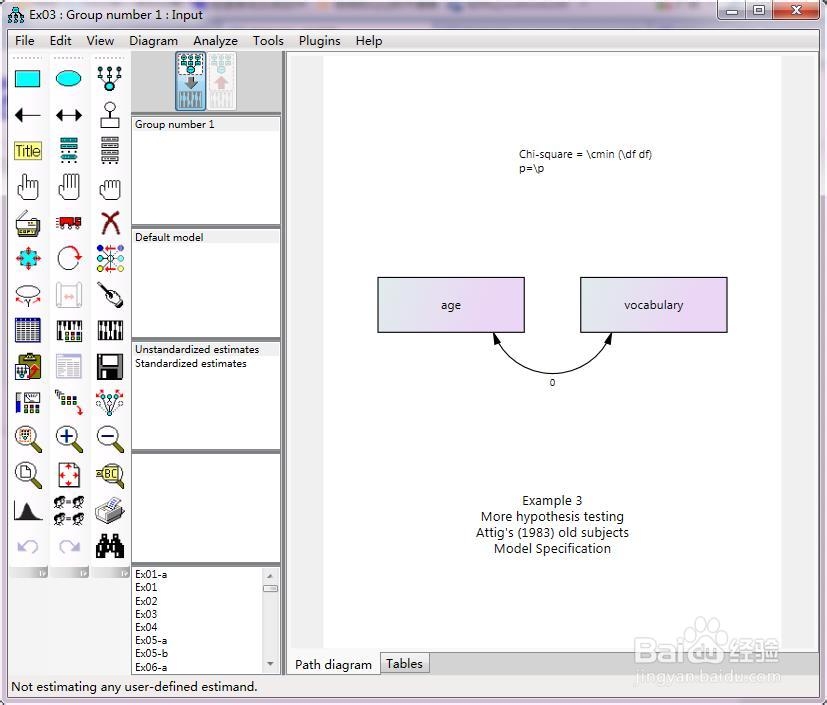 Ex03 : Group number 1 : Input
File Edit View Diagram Analyze Tools Plugins Help
Title
Group number 1
Default model
Unstandardized estimates
Standardized estimates
Ex01-a
Ex01
Ex02
Ex03
Ex04
Ex05-a
Ex05-b
Ex06-a
Chi-square = \cmin (\df df)
p=\p
age
vocabulary
0
Example 3
More hypothesis testing
Attig's (1983) old subjects
Model Specification
Path diagram Tables
Not estimating any user-defined estimand.
Baidu 经验
jingyan.baidu.com